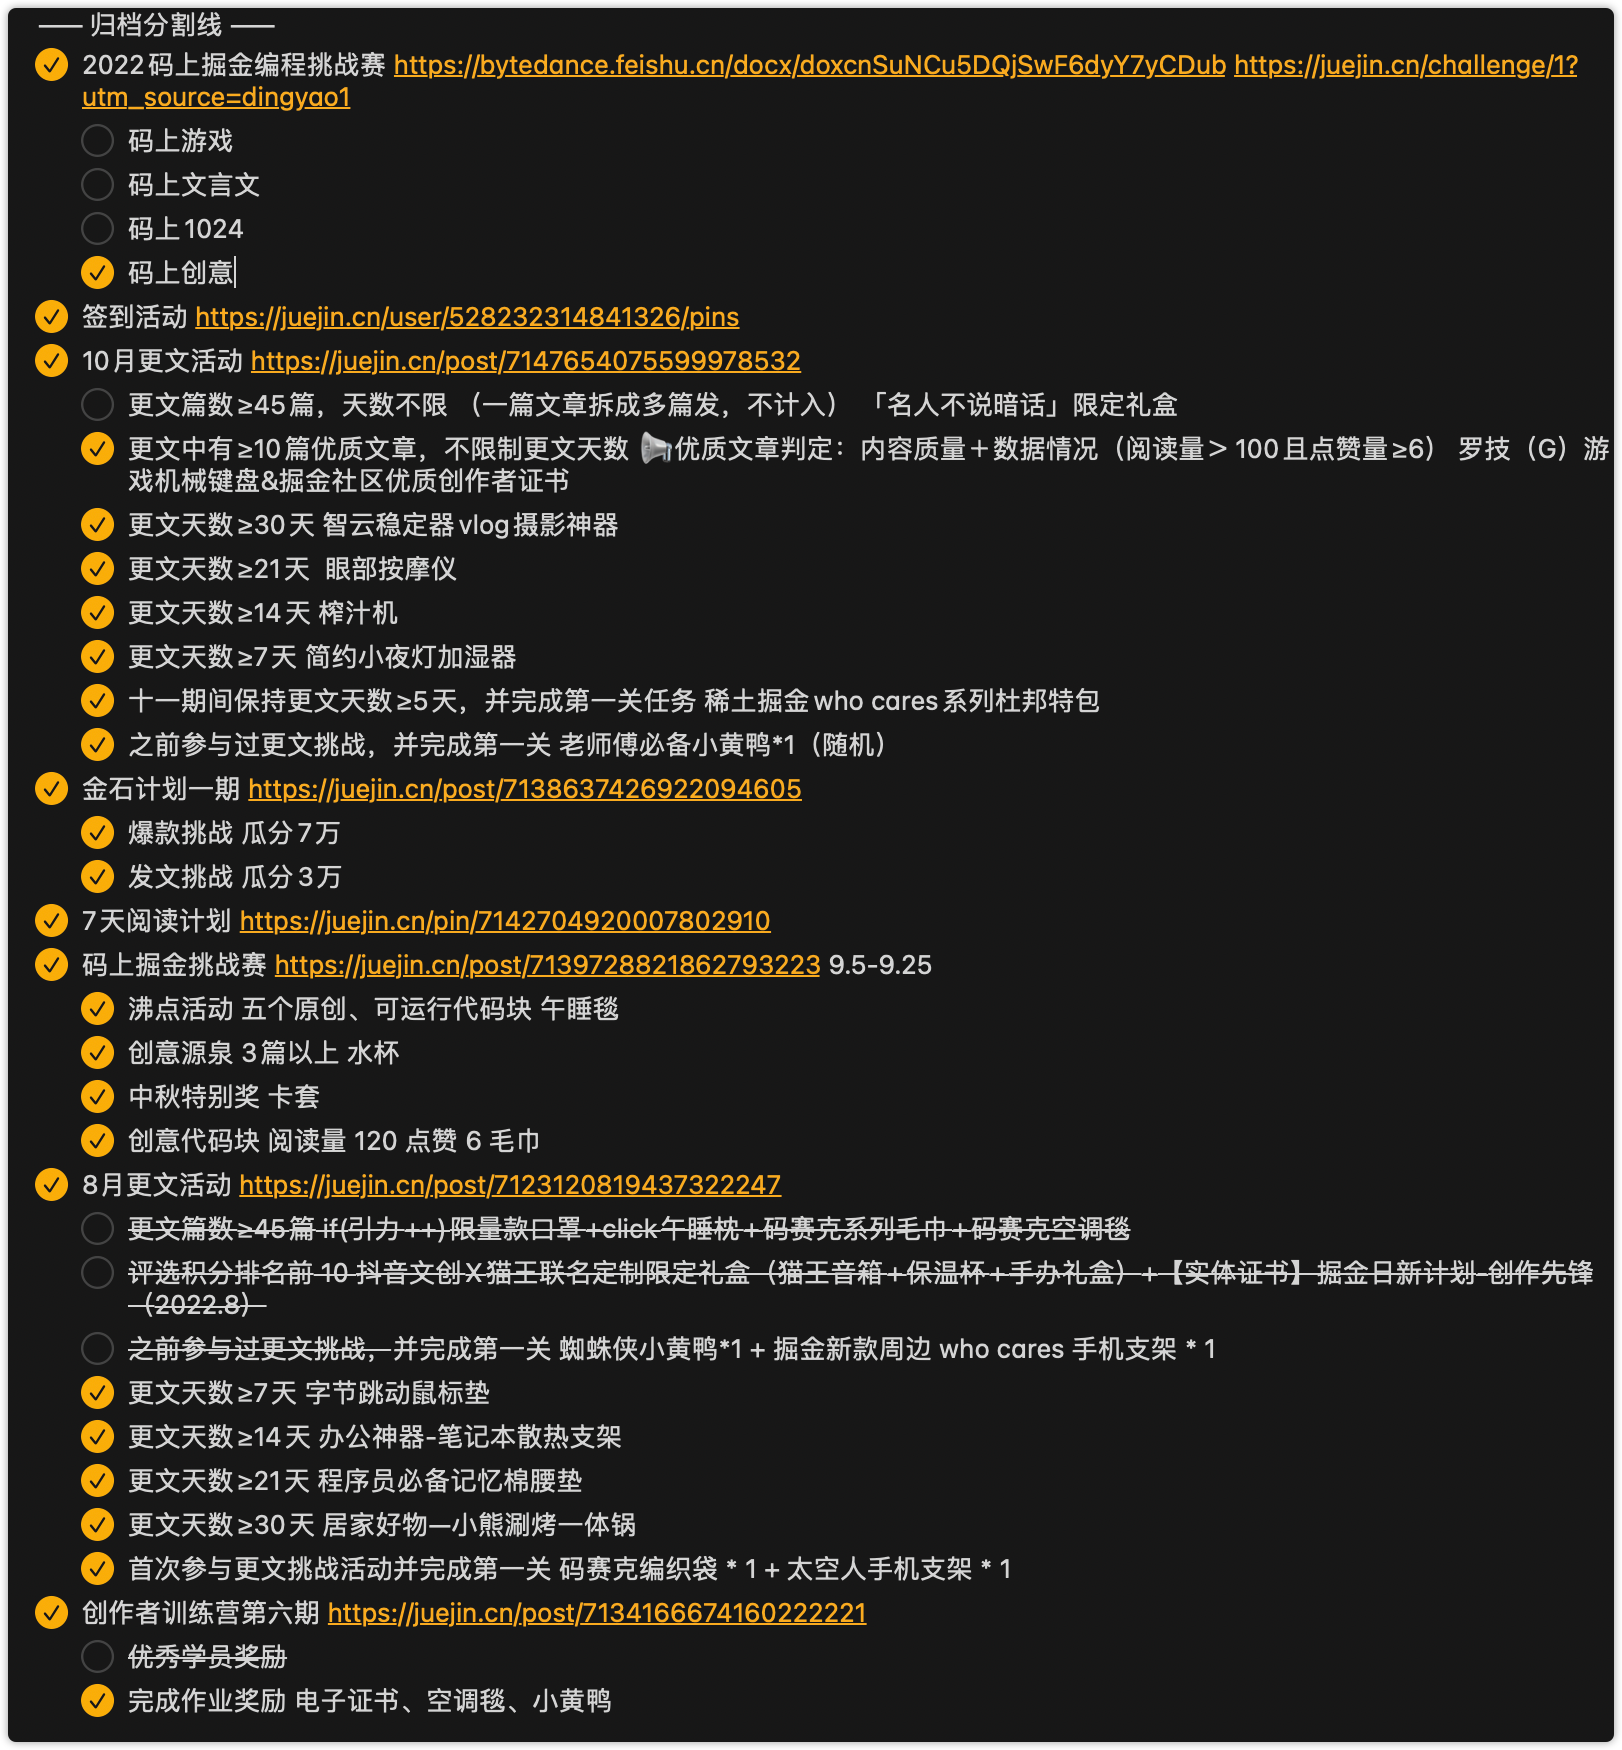 —— 归档分割线 ——
2022码上掘金编程挑战赛 https://bytedance.feishu.cn/docx/doxcnSuNCu5DQjSwF6dyY7yCDub https://juejin.cn/challenge/1?
utm_source=dingyao1
码上游戏
码上文言文
码上1024
码上创意
签到活动 https://juejin.cn/user/528232314841326/pins
10月更文活动 https://juejin.cn/post/7147654075599978532
更文篇数≥45篇，天数不限 （一篇文章拆成多篇发，不计入） 「名人不说暗话」限定礼盒
更文中有≥10篇优质文章，不限制更文天数 📢优质文章判定：内容质量＋数据情况（阅读量＞100且点赞量≥6） 罗技（G）游
戏机械键盘&掘金社区优质创作者证书
更文天数≥30天 智云稳定器vlog摄影神器
更文天数≥21天  眼部按摩仪
更文天数≥14天 榨汁机
更文天数≥7天 简约小夜灯加湿器
十一期间保持更文天数≥5天，并完成第一关任务 稀土掘金who cares系列杜邦特包
之前参与过更文挑战，并完成第一关 老师傅必备小黄鸭*1（随机）
金石计划一期 https://juejin.cn/post/7138637426922094605
爆款挑战 瓜分7万
发文挑战 瓜分3万
7天阅读计划 https://juejin.cn/pin/7142704920007802910
码上掘金挑战赛 https://juejin.cn/post/7139728821862793223 9.5-9.25
沸点活动 五个原创、可运行代码块 午睡毯
创意源泉 3篇以上 水杯
中秋特别奖 卡套
创意代码块 阅读量 120 点赞 6 毛巾
8月更文活动 https://juejin.cn/post/7123120819437322247
更文篇数≥45篇 if(引力++)限量款口罩+click午睡枕+码赛克系列毛巾+码赛克空调毯
评选积分排名前 10 抖音文创X猫王联名定制限定礼盒（猫王音箱+保温杯+手办礼盒）+【实体证书】掘金日新计划-创作先锋
（2022.8）
之前参与过更文挑战，并完成第一关 蜘蛛侠小黄鸭*1 + 掘金新款周边 who cares 手机支架 * 1
更文天数≥7天 字节跳动鼠标垫
更文天数≥14天 办公神器-笔记本散热支架
更文天数≥21天 程序员必备记忆棉腰垫
更文天数≥30天 居家好物—小熊涮烤一体锅
首次参与更文挑战活动并完成第一关 码赛克编织袋 * 1 + 太空人手机支架 * 1
创作者训练营第六期 https://juejin.cn/post/7134166674160222221
优秀学员奖励
完成作业奖励 电子证书、空调毯、小黄鸭